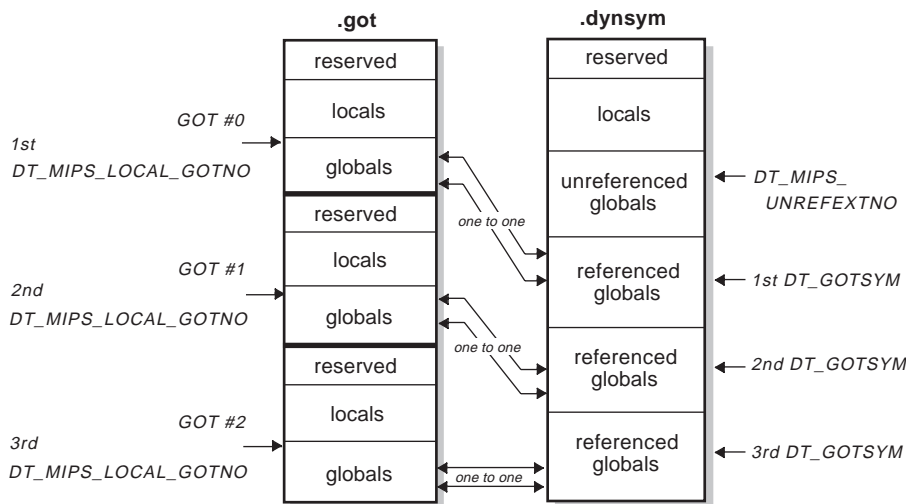 .got
.dynsym
reserved
locals
globals
reserved
locals
globals
reserved
locals
globals
GOT #0
1st
DT_MIPS_LOCAL_GOTNO
GOT #1
2nd
DT_MIPS_LOCAL_GOTNO
GOT #2
3rd
DT_MIPS_LOCAL_GOTNO
one to one
one to one
one to one
reserved
locals
unreferenced
globals
referenced
globals
referenced
globals
referenced
globals
DT_MIPS_
UNREFEXTNO
1st DT_GOTSYM
2nd DT_GOTSYM
3rd DT_GOTSYM